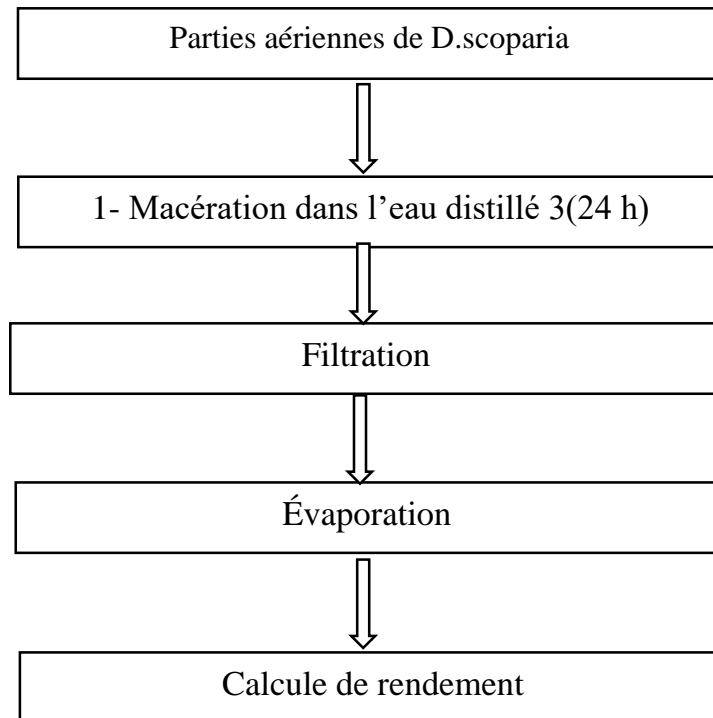 Parties aériennes de D.scoparia
1- Macération dans l’eau distillé 3(24 h)
Filtration
Évaporation
Calcule de rendement